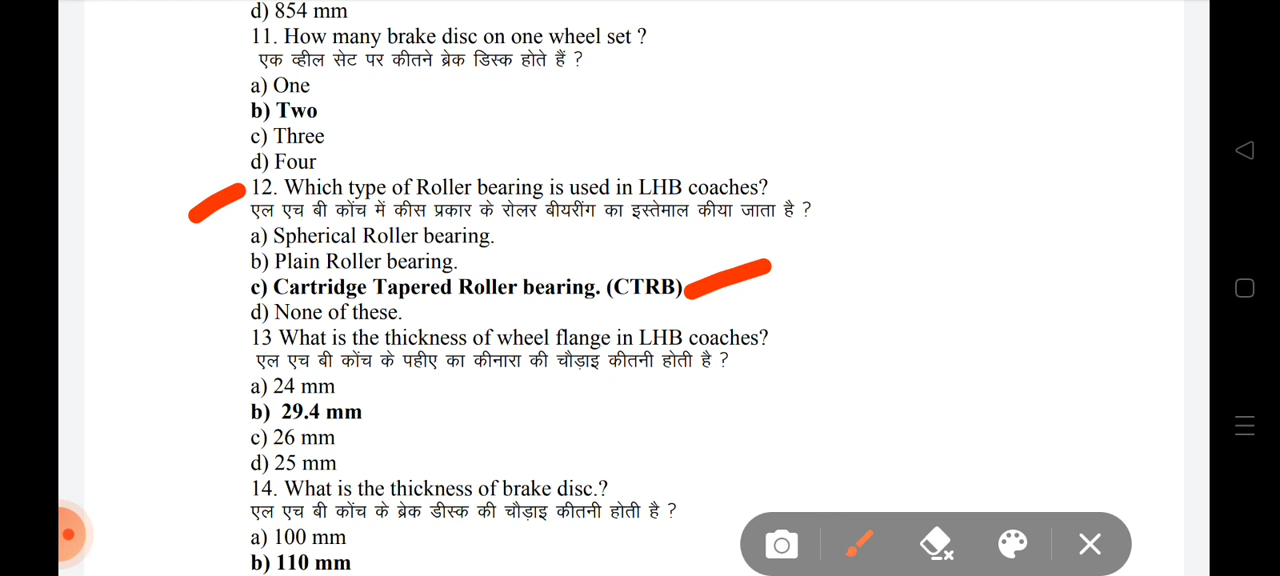 d) 854 mm
11. How many brake disc on one wheel set ?
एक व्हील सेट पर कीतने ब्रेक डिस्क होते हैं ?
a) One
b) Two
c) Three
d) Four
12. Which type of Roller bearing is used in LHB coaches?
एल एच बी कोंच में कीस प्रकार के रोलर बीयरींग का इस्तेमाल कीया जाता है ?
a) Spherical Roller bearing.
b) Plain Roller bearing.
c) Cartridge Tapered Roller bearing. (CTRB)
d) None of these.
13 What is the thickness of wheel flange in LHB coaches?
एल एच बी कोंच के पहीए का कीनारा की चौड़ाइ कीतनी होती है ?
a) 24 mm
b) 29.4 mm
c) 26 mm
d) 25 mm
14. What is the thickness of brake disc.?
एल एच बी कोंच के ब्रेक डीस्क की चौड़ाइ कीतनी होती है ?
a) 100 mm
b) 110 mm